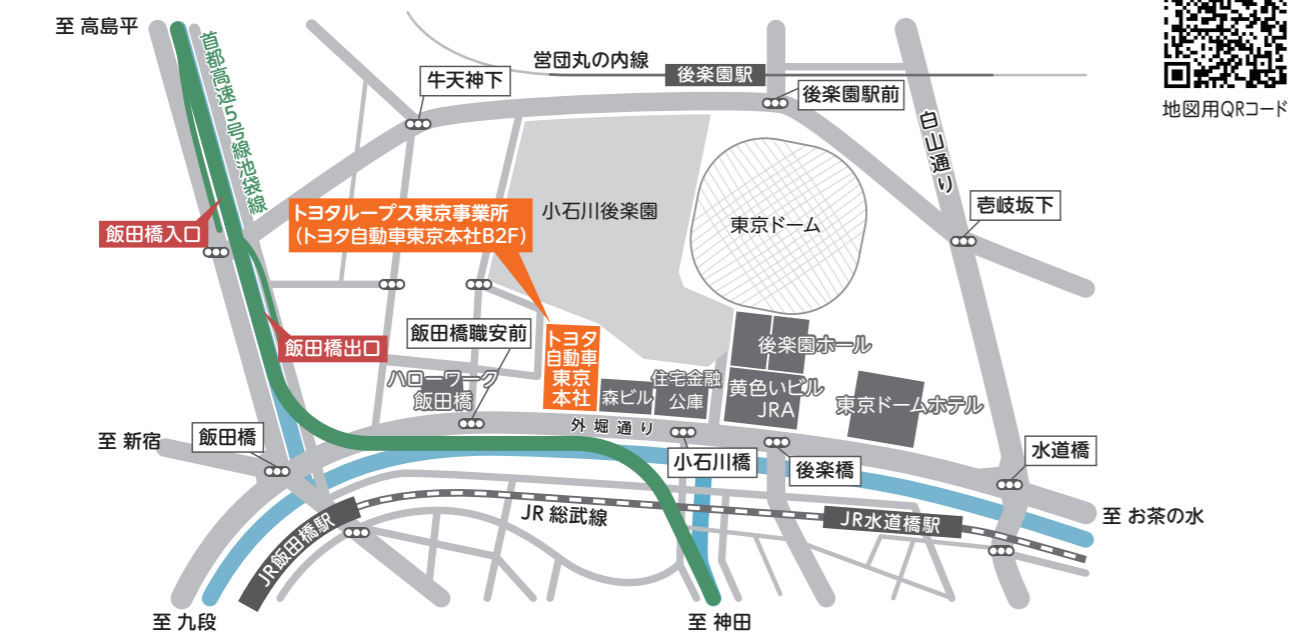 至 高島平
首都高速5号線池袋線
営団丸の内線
後楽園駅
地図用QRコード
牛天神下
後楽園駅前
白山通り
壱岐坂下
トヨタループス東京事業所
(トヨタ自動車東京本社B2F)
小石川後楽園
東京ドーム
飯田橋入口
飯田橋出口
飯田橋職安前
トヨタ
自動車
東京
本社
後楽園ホール
ハローワーク
飯田橋
森ビル
住宅金融
公庫
黄色いビル
JRA
東京ドームホテル
外堀通り
至 新宿
飯田橋
小石川橋
後楽橋
水道橋
JR飯田橋駅
JR 総武線
JR水道橋駅
至 お茶の水
至 九段
至 神田